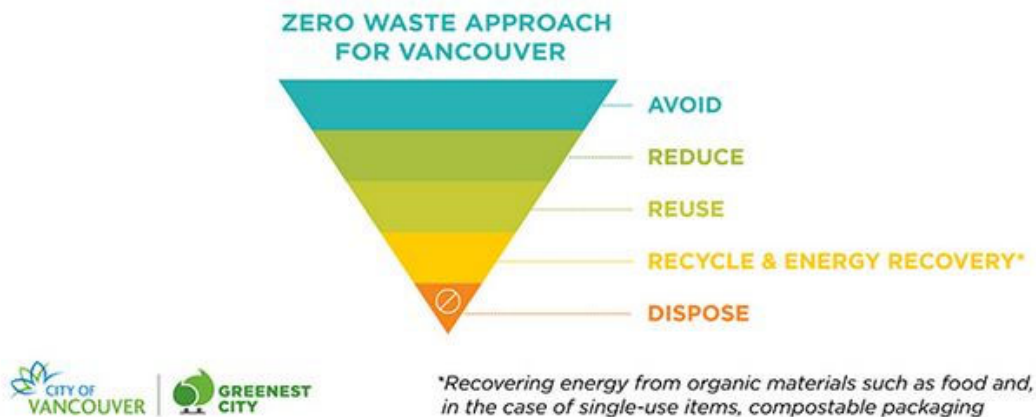 ZERO WASTE APPROACH
FOR VANCOUVER
AVOID
REDUCE
REUSE
RECYCLE & ENERGY RECOVERY*
DISPOSE
CITY OF
VANCOUVER
GREENEST
CITY
*Recovering energy from organic materials such as food and,
in the case of single-use items, compostable packaging